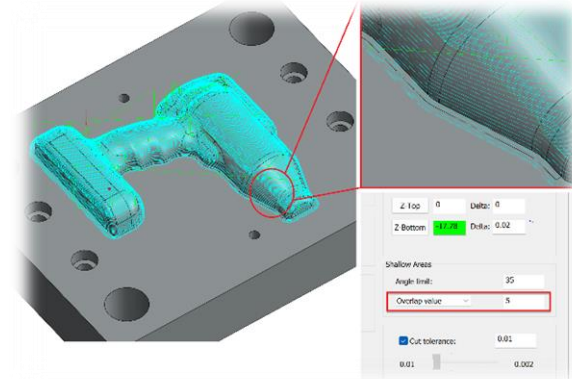 Z Top 0 Delta: 0
Z Bottom -17.78 Delta: 0.02
Shallow Areas
Angle limit: 35
Overlap value 5
Cut tolerance: 0.01
0.01 0.002